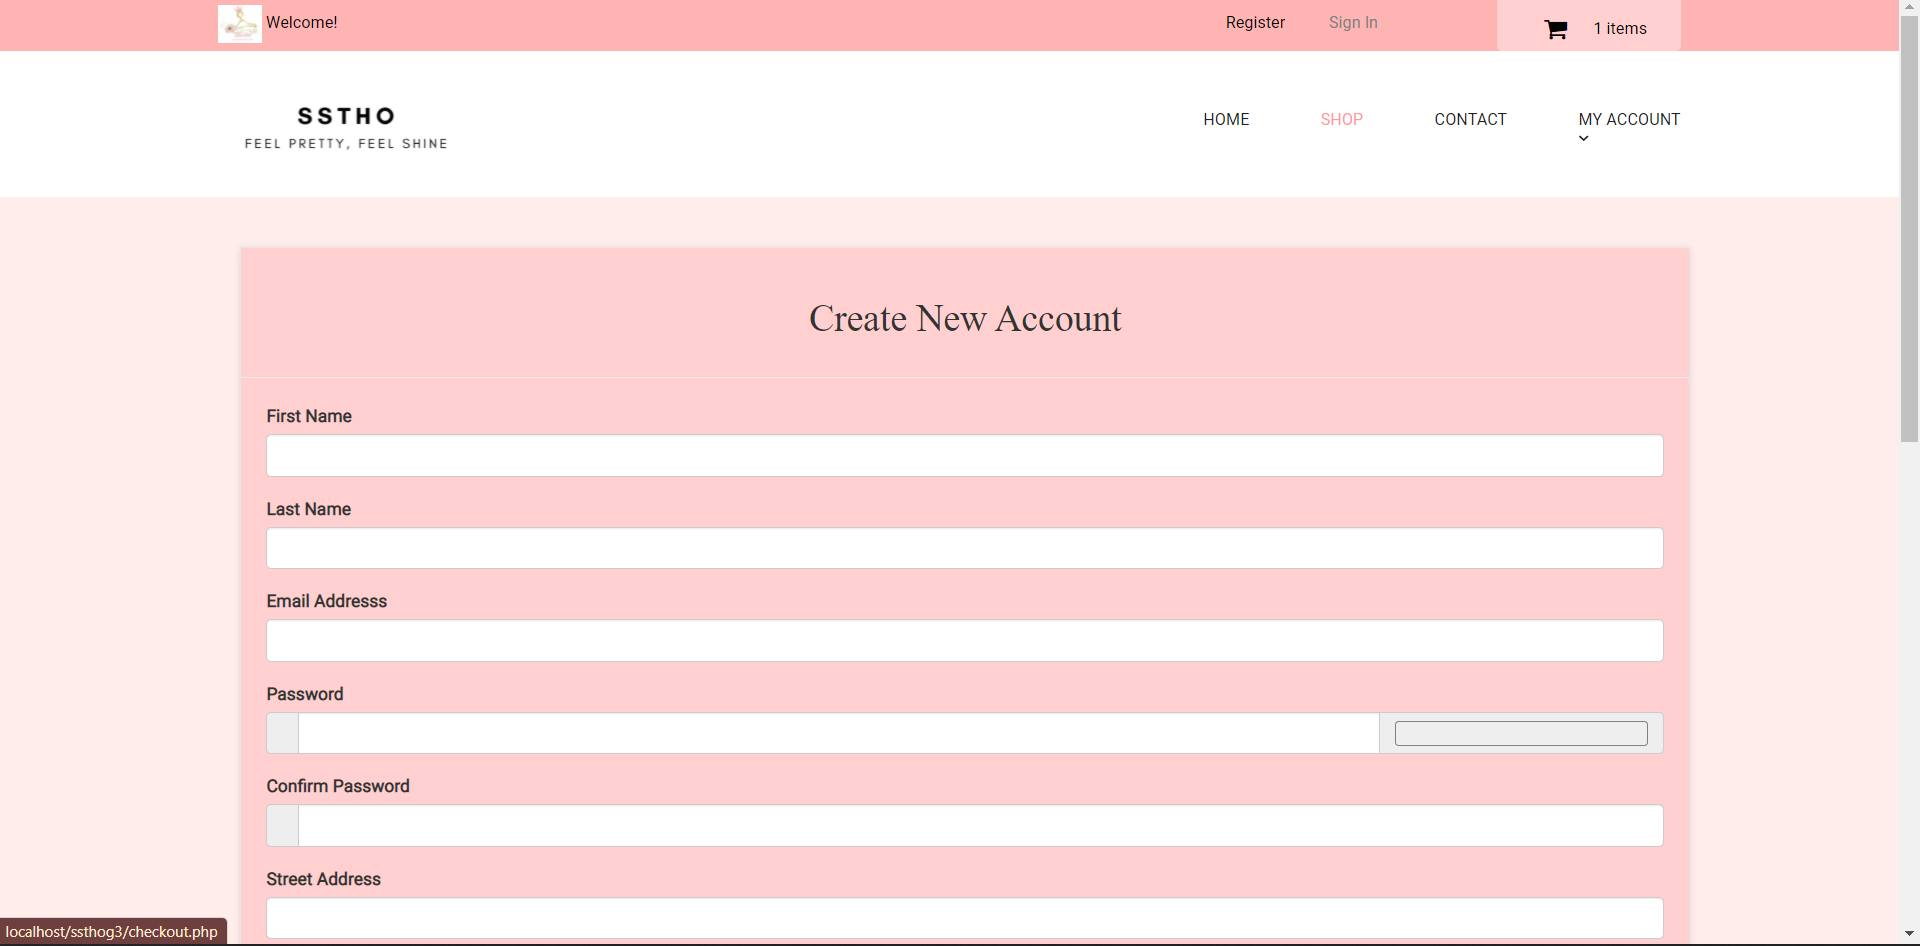 Welcome!
Register
Sign In
1 items
SSTHO
FEEL PRETTY, FEEL SHINE
HOME
SHOP
CONTACT
MY ACCOUNT
Create New Account
First Name
Last Name
Email Addresss
Password
Confirm Password
Street Address
localhost/ssthog3/checkout.php